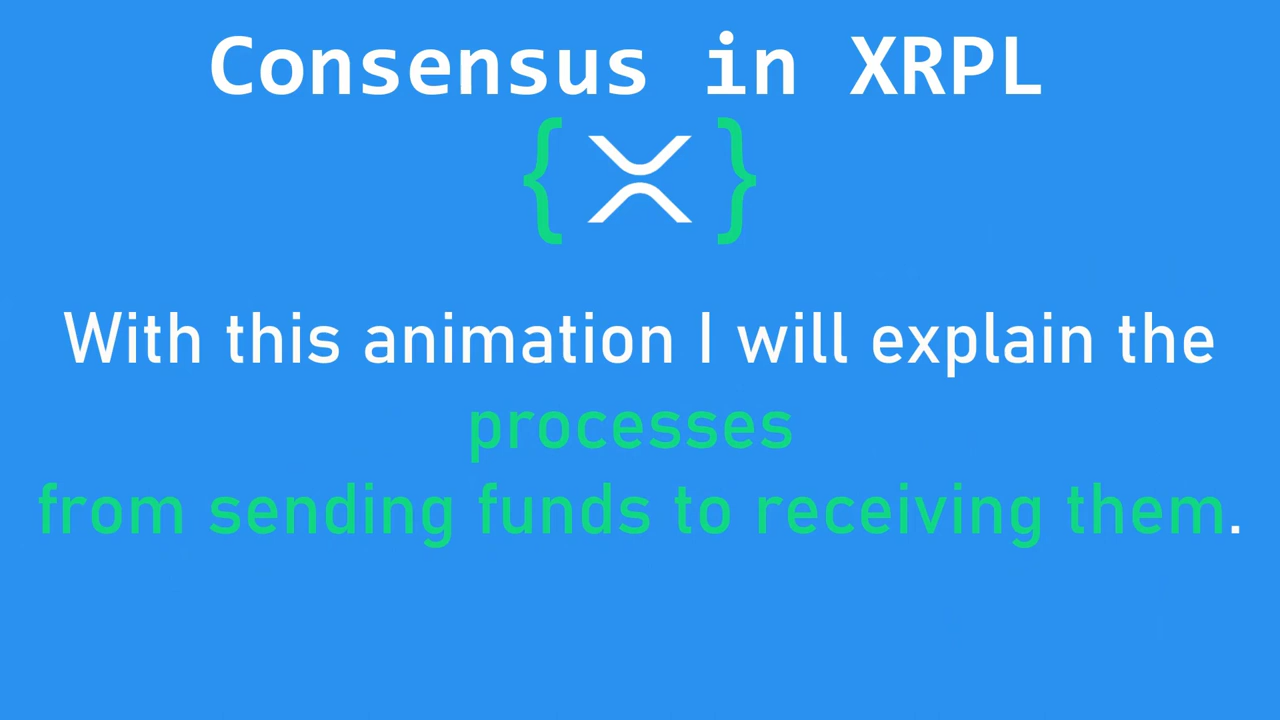 Consensus in XRPL
{ }
With this animation I will explain the
processes
from sending funds to receiving them.